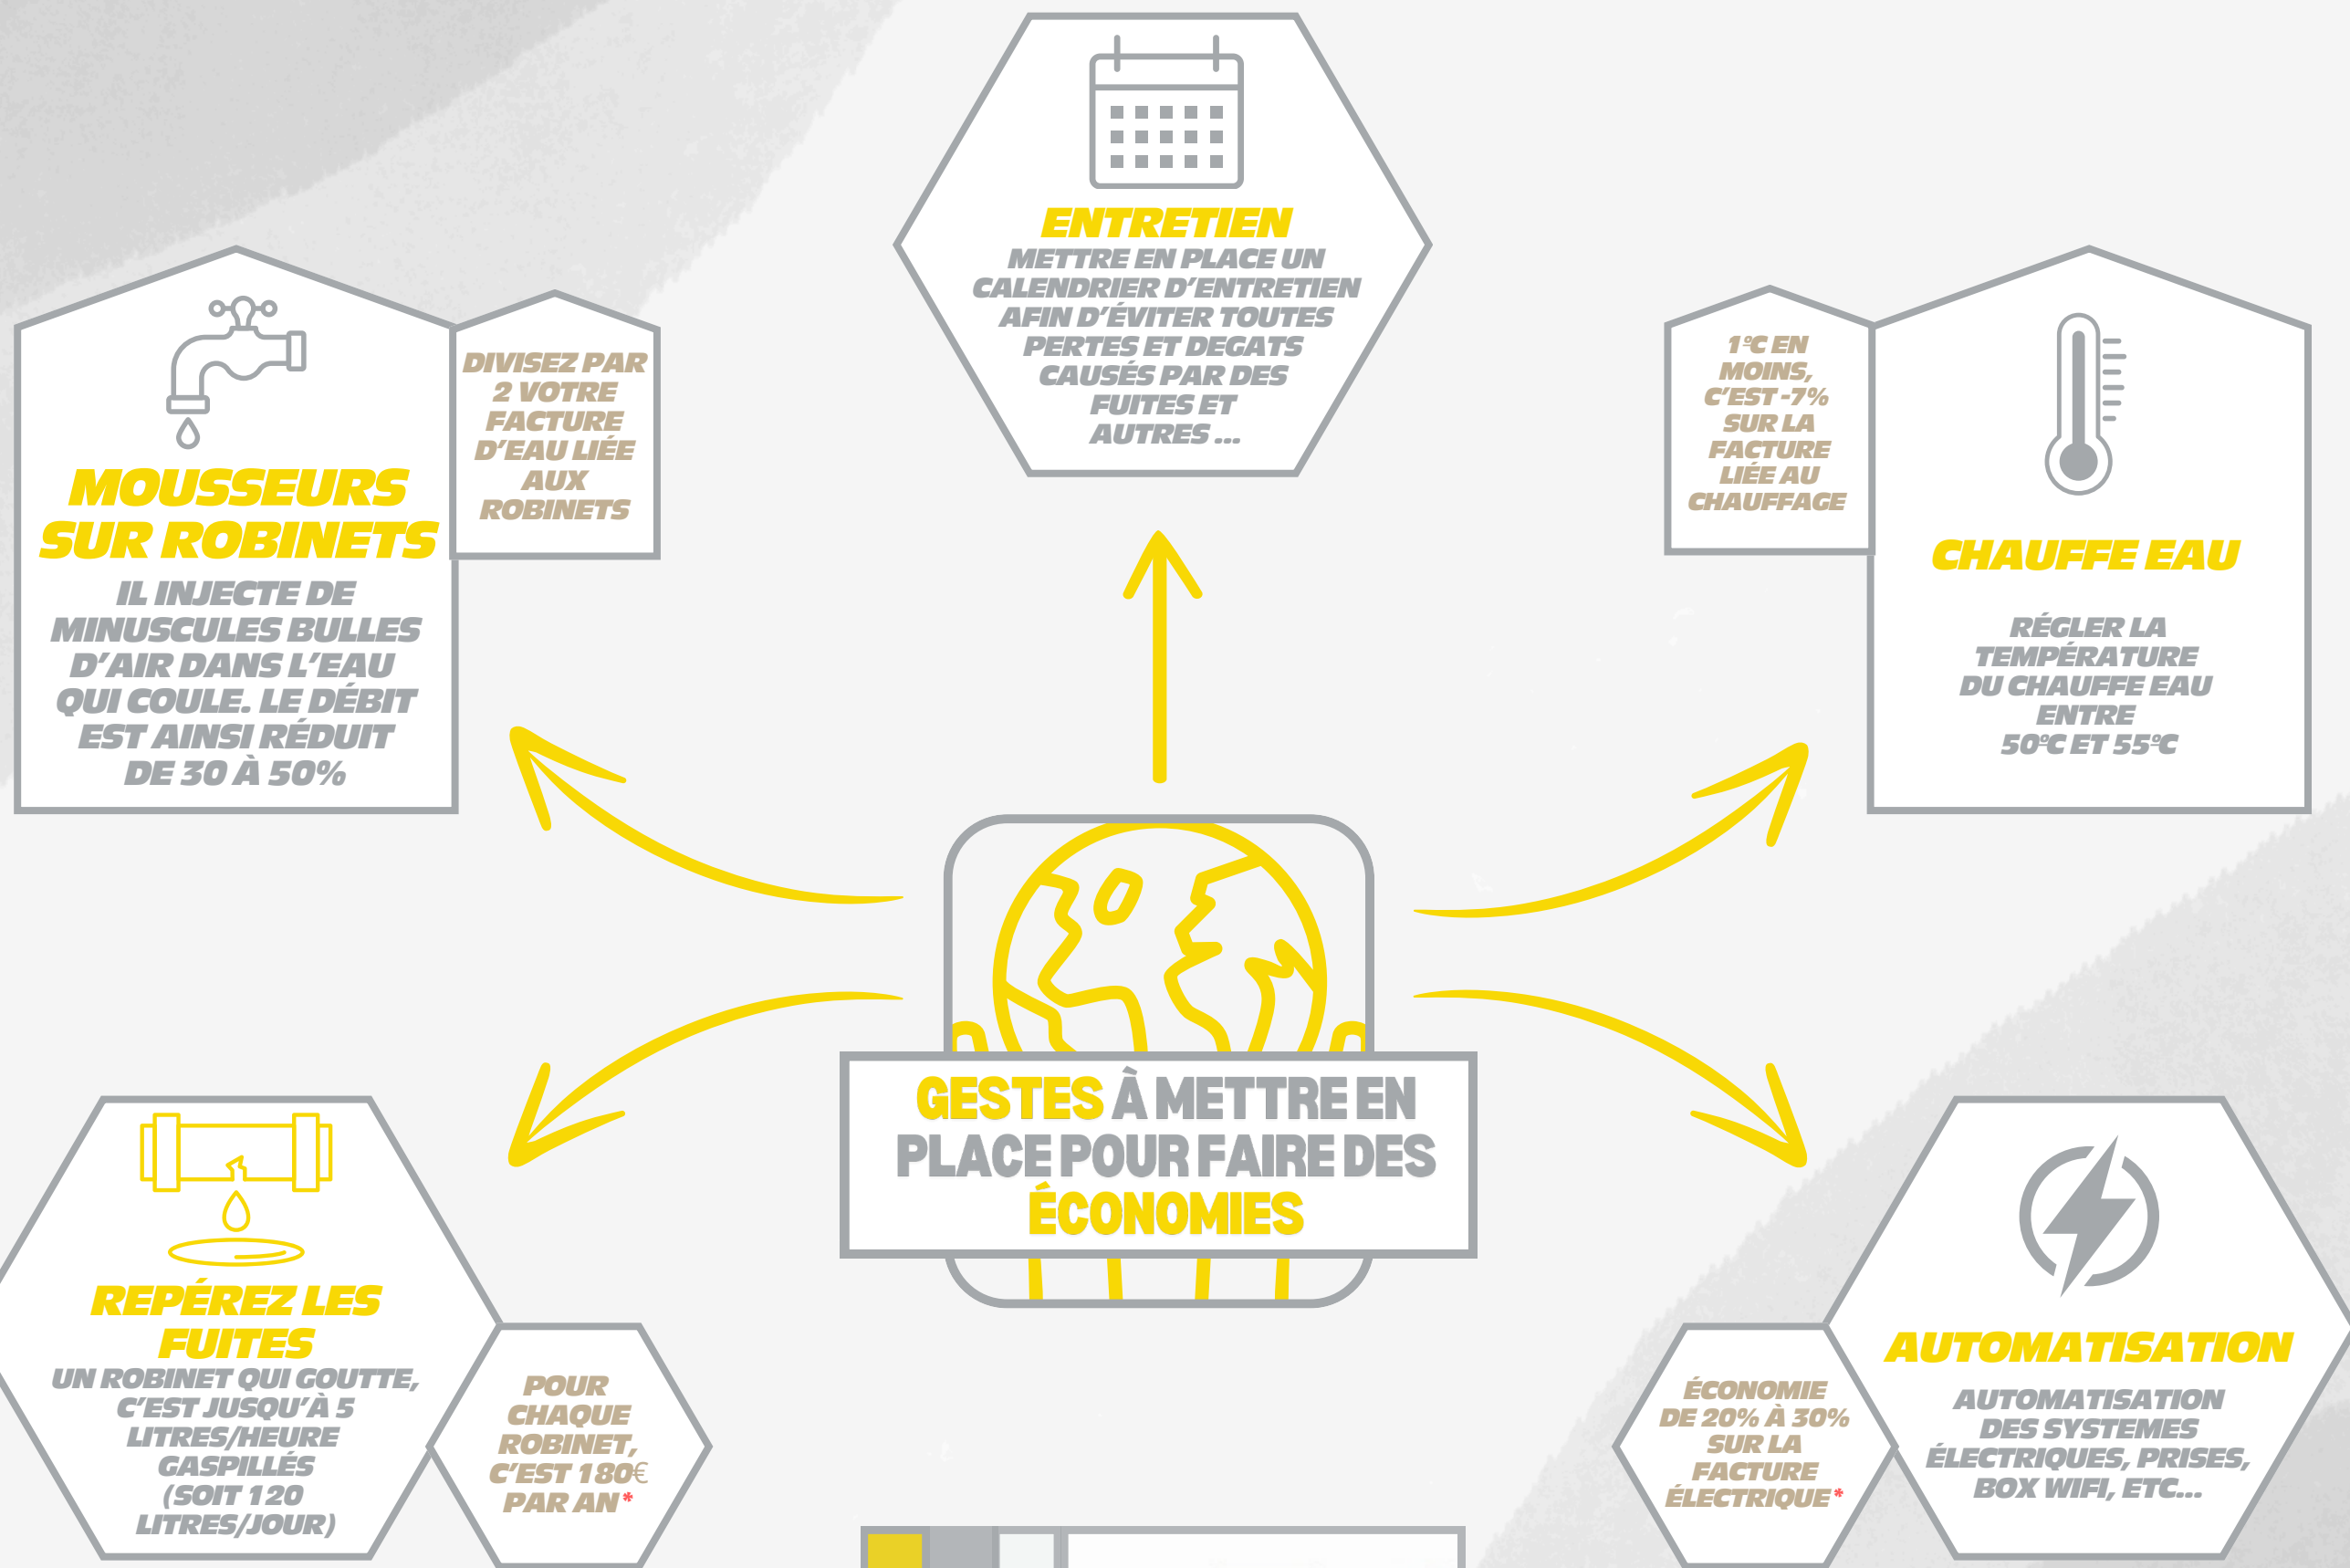 ENTRETIEN
METTRE EN PLACE UN
CALENDRIER D'ENTRETIEN
AFIN D'ÉVITER TOUTES
PERTES ET DEGATS
CAUSÉS PAR DES
FUITES ET
AUTRES ...
MOUSSEURS
SUR ROBINETS
IL INJECTE DE
MINUSCULES BULLES
D'AIR DANS L'EAU
QUI COULE. LE DÉBIT
EST AINSI RÉDUIT
DE 30 À 50%
DIVISEZ PAR
2 VOTRE
FACTURE
D'EAU LIÉE
AUX
ROBINETS
1°C EN
MOINS,
C'EST -7%
SUR LA
FACTURE
LIÉE AU
CHAUFFAGE
CHAUFFE EAU
RÉGLER LA
TEMPÉRATURE
DU CHAUFFE EAU
ENTRE
50°C ET 55°C
GESTES À METTRE EN
PLACE POUR FAIRE DES
ÉCONOMIES
REPÉREZ LES
FUITES
UN ROBINET QUI GOUTTE,
C'EST JUSQU'À 5
LITRES/HEURE
GASPILLÉS
(SOIT 120
LITRES/JOUR)
POUR
CHAQUE
ROBINET,
C'EST 180€
PAR AN*
ÉCONOMIE
DE 20% À 30%
SUR LA
FACTURE
ÉLECTRIQUE*
AUTOMATISATION
AUTOMATISATION
DES SYSTEMES
ÉLECTRIQUES, PRISES,
BOX WIFI, ETC...